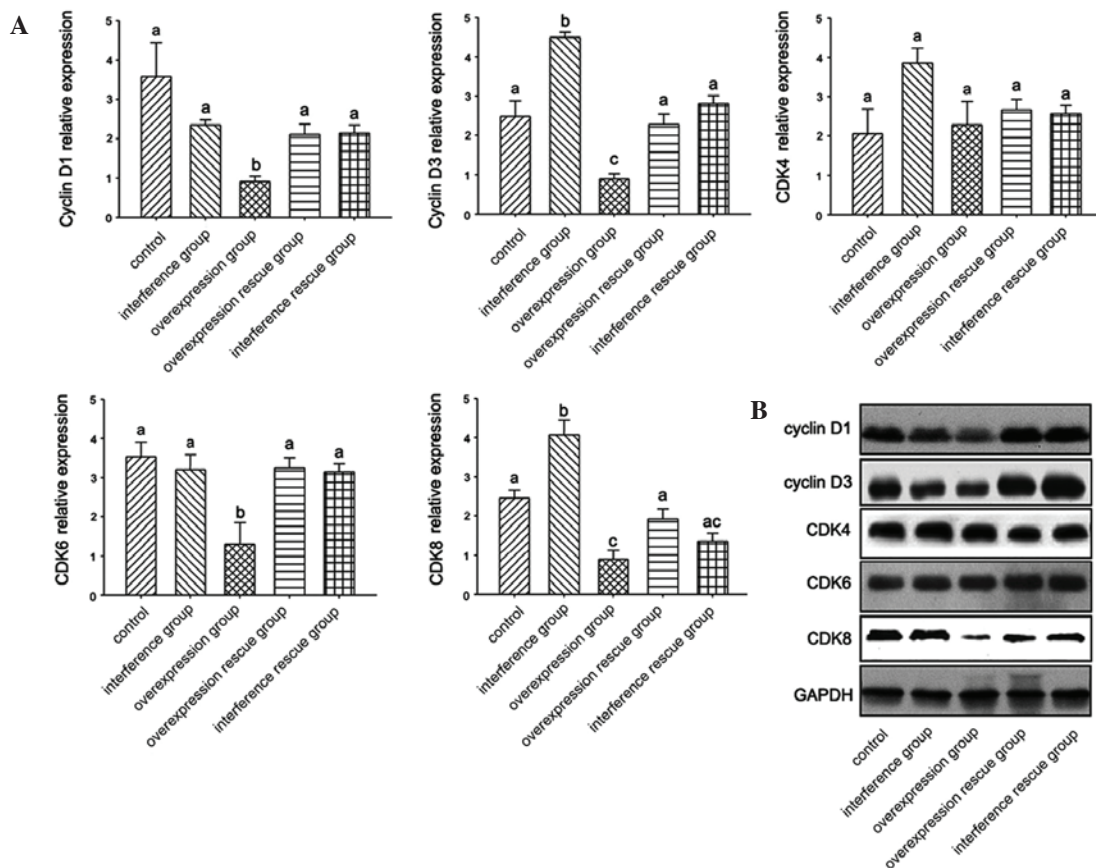 A
Cyclin D1 relative expression
5
4
3
2
1
0
a
a
b
a
a
control
interference group
overexpression group
overexpression rescue group
interference rescue group
Cyclin D3 relative expression
5
4
3
2
1
0
a
b
c
a
a
control
interference group
overexpression group
overexpression rescue group
interference rescue group
CDK4 relative expression
5
4
3
2
1
0
a
a
a
a
a
control
interference group
overexpression group
overexpression rescue group
interference rescue group
CDK6 relative expression
5
4
3
2
1
0
a
a
b
a
a
control
interference group
overexpression group
overexpression rescue group
interference rescue group
CDK8 relative expression
5
4
3
2
1
0
a
b
c
a
ac
control
interference group
overexpression group
overexpression rescue group
interference rescue group
B
cyclin D1
cyclin D3
CDK4
CDK6
CDK8
GAPDH
control
interference group
overexpression group
overexpression rescue group
interference rescue group